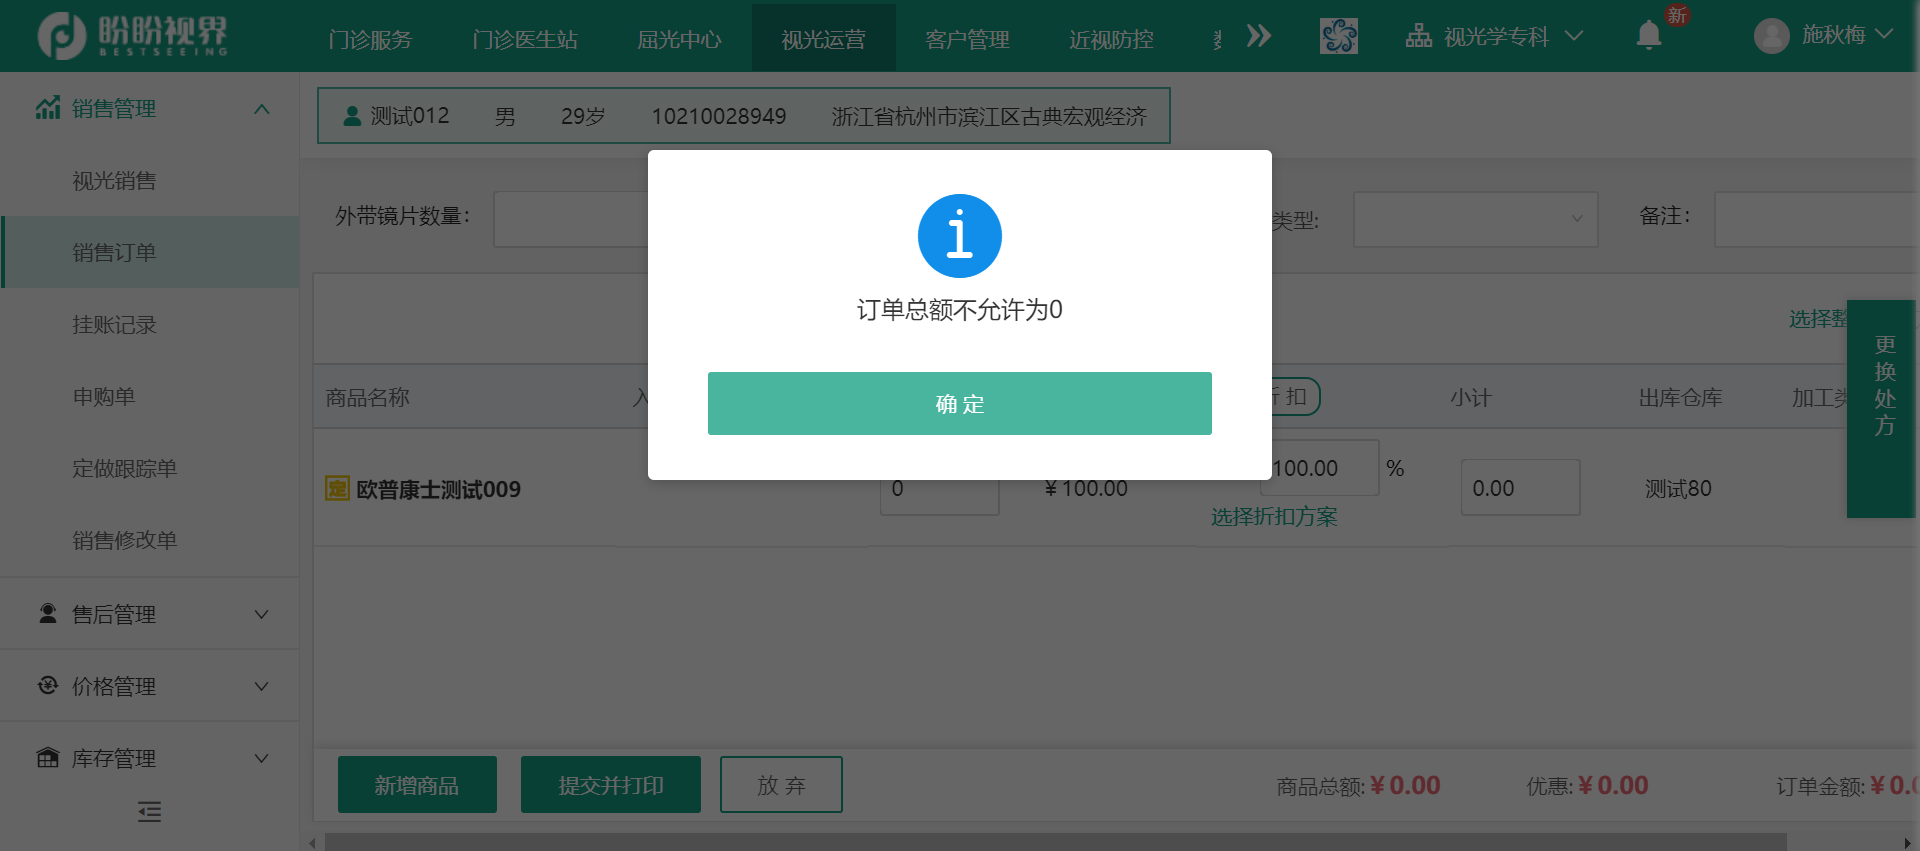 盼盼视界
BESTSEEING
门诊服务
门诊医生站
屈光中心
视光运营
客户管理
近视防控
视光学专科
新
施秋梅
销售管理
视光销售
销售订单
挂账记录
申购单
定做跟踪单
销售修改单
售后管理
价格管理
库存管理
测试012 男 29岁 10210028949 浙江省杭州市滨江区古典宏观经济
外带镜片数量:
类型:
备注:
选择整
更换处方
商品名称
入
折扣
小计
出库仓库
加工类
定 欧普康士测试009
0
¥100.00
100.00 %
选择折扣方案
0.00
测试80
订单总额不允许为0
确定
新增商品
提交并打印
放弃
商品总额:¥0.00
优惠:¥0.00
订单金额:¥0.0